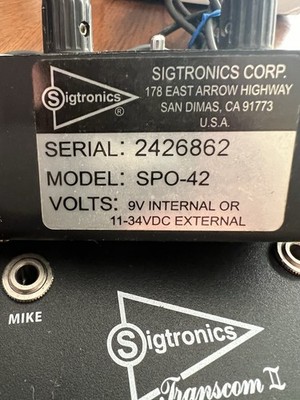 Sigtronics
®
SIGTRONICS CORP.
178 EAST ARROW HIGHWAY
SAN DIMAS, CA 91773
U.S.A.
SERIAL: 2426862
MODEL: SPO-42
VOLTS: 9V INTERNAL OR
11-34VDC EXTERNAL
MIKE
Sigtronics
Transcom II